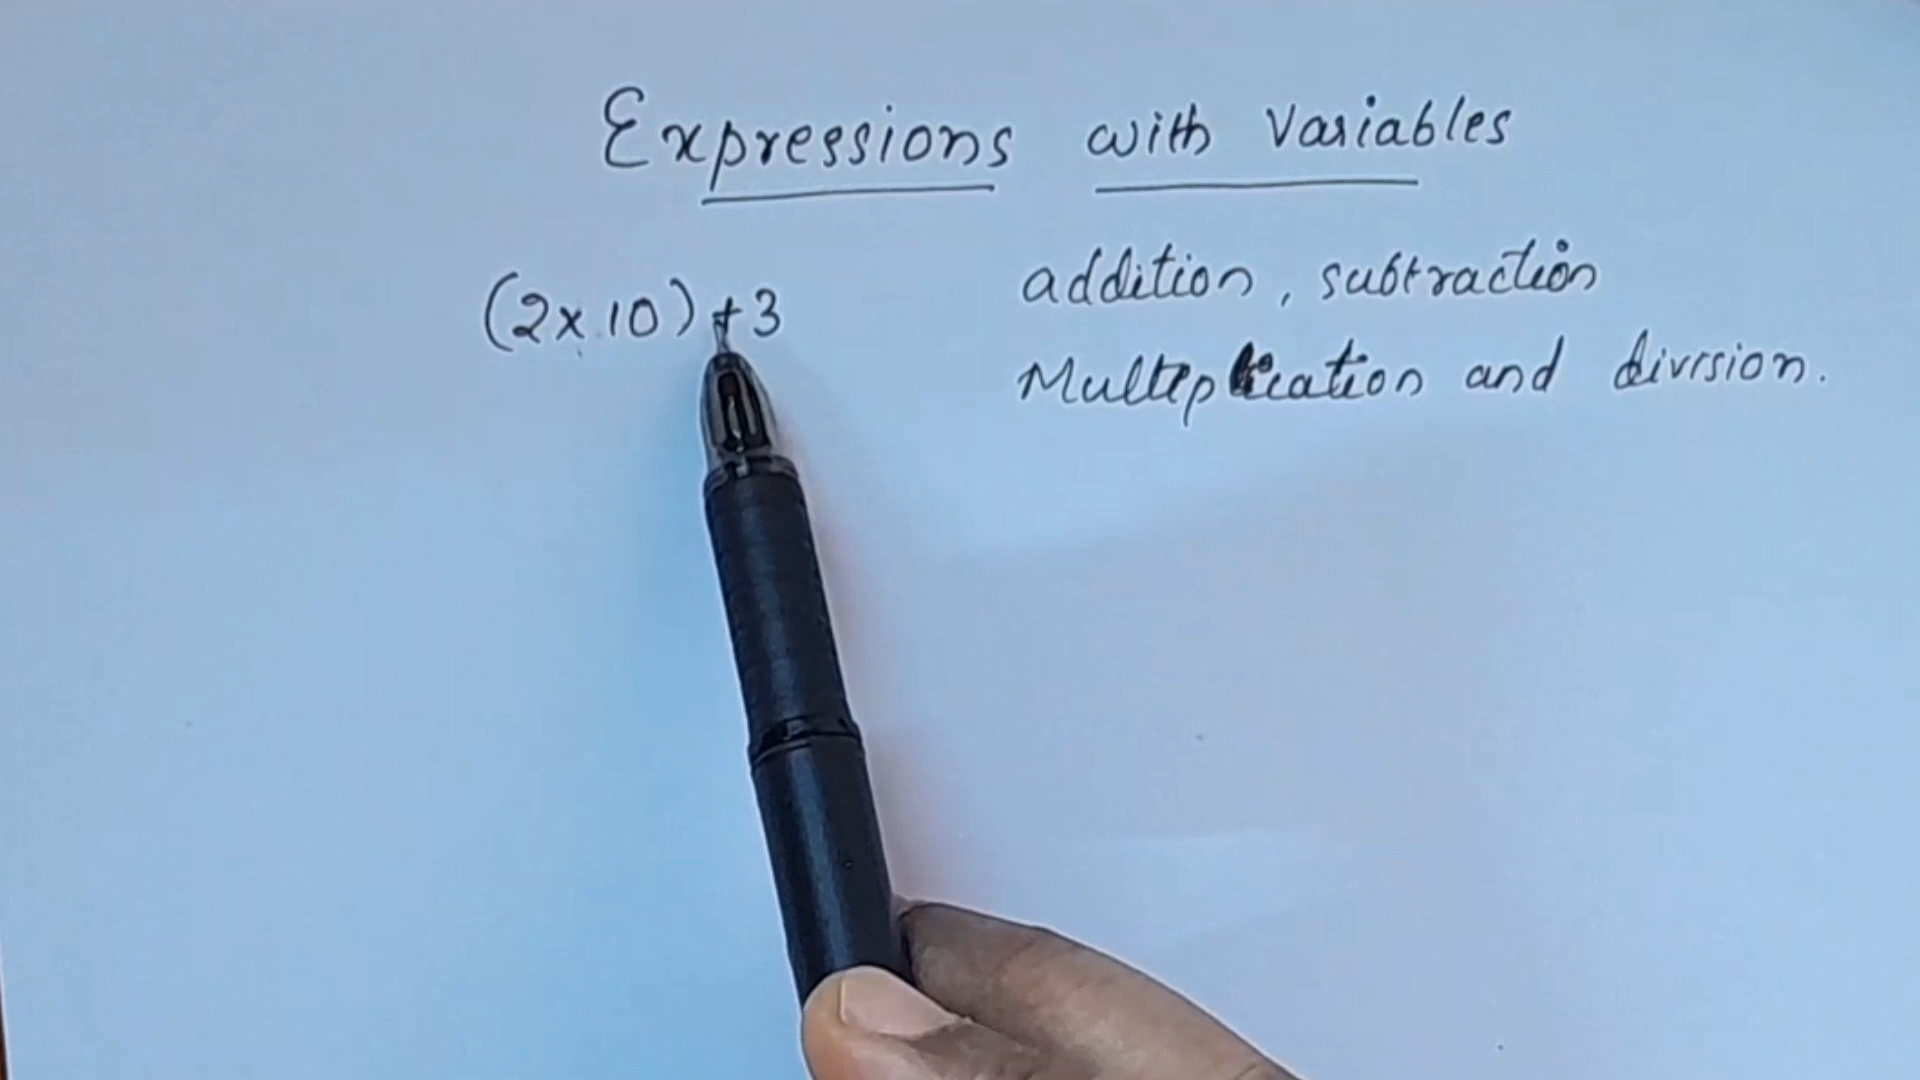 Expressions with Variables
(2x10)+3
addition, subtraction
Multiplication and division.